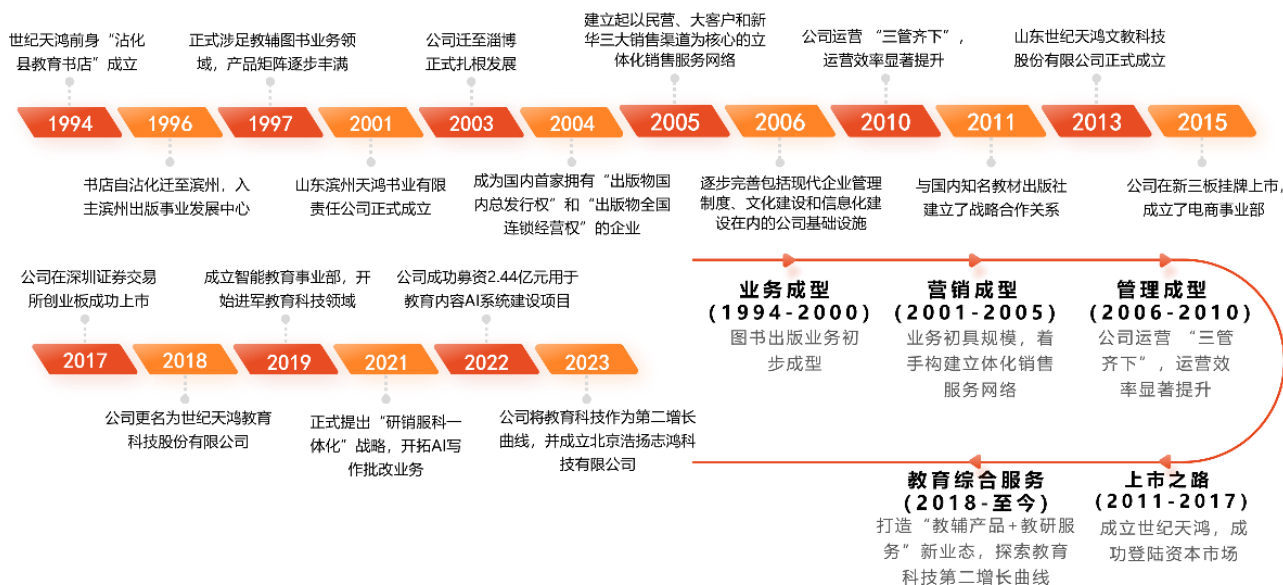 世纪天鸿前身“沾化
县教育书店”成立
正式涉足教辅图书业务领
域，产品矩阵逐步丰满
公司迁至淄博
正式扎根发展
建立起以民营、大客户和新
华三大销售渠道为核心的立
体化销售服务网络
公司运营 “三管齐下”，
运营效率显著提升
山东世纪天鸿文教科技
股份有限公司正式成立
1994 1996 1997 2001 2003 2004 2005 2006 2010 2011 2013 2015
书店自沾化迁至滨州，入
主滨州出版事业发展中心
山东滨州天鸿书业有限
责任公司正式成立
成为国内首家拥有“出版物国
内总发行权”和“出版物全国
连锁经营权”的企业
逐步完善包括现代企业管理
制度、文化建设和信息化建
设在内的公司基础设施
与国内知名教材出版社
建立了战略合作关系
公司在新三板挂牌上市，
成立了电商事业部
公司在深圳证券交易
所创业板成功上市
成立智能教育事业部，开
始进军教育科技领域
公司成功募资2.44亿元用于
教育内容AI系统建设项目
2017 2018 2019 2021 2022 2023
公司更名为世纪天鸿教育
科技股份有限公司
正式提出“研销服科一
体化”战略，开拓AI写
作批改业务
公司将教育科技作为第二增长
曲线，并成立北京浩扬志鸿科
技有限公司
业务成型
(1994-2000)
图书出版业务初
步成型
营销成型
(2001-2005)
业务初具规模，着
手构建立体化销售
服务网络
管理成型
(2006-2010)
公司运营 “三管
齐下”，运营效
率显著提升
教育综合服务
(2018-至今)
打造“教辅产品+教研服
务”新业态，探索教育
科技第二增长曲线
上市之路
(2011-2017)
成立世纪天鸿，成
功登陆资本市场